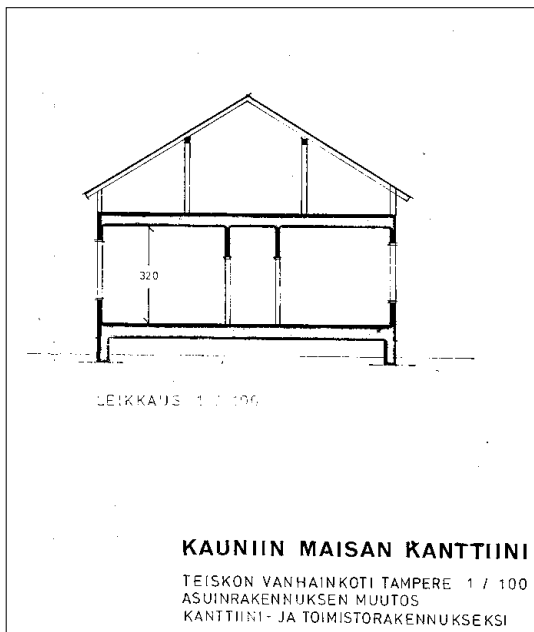 320
LEIKKAUS 1 / 100
KAUNIIN MAISAN KANTTIINI
TEISKON VANHAINKOTI TAMPERE 1 / 100
ASUINRAKENNUKSEN MUUTOS
KANTTIINI- JA TOIMISTORAKENNUKSEKSI